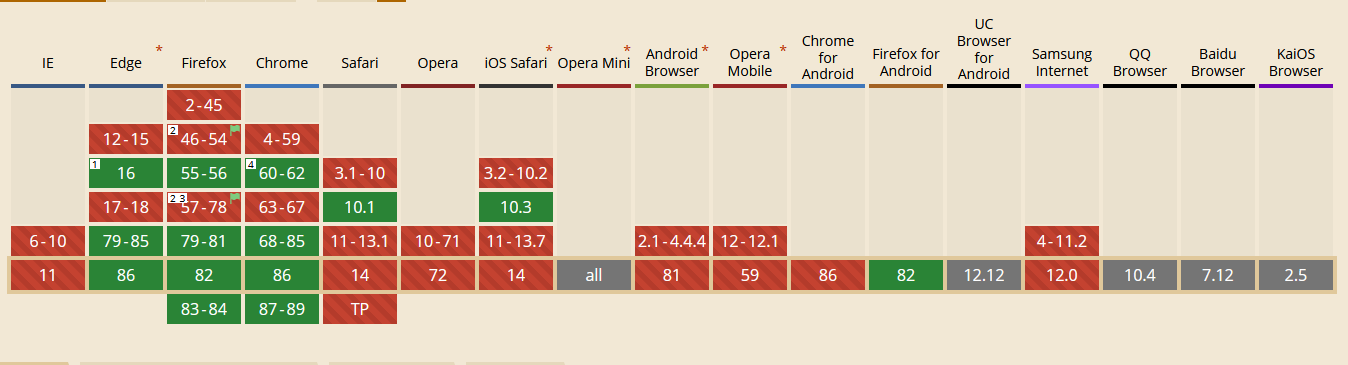 IE
Edge *
Firefox
Chrome
Safari
Opera
iOS Safari *
Opera Mini *
Android *
Browser
Opera *
Mobile
Chrome
for
Android
Firefox for
Android
UC
Browser
for
Android
Samsung
Internet
QQ
Browser
Baidu
Browser
KaiOS
Browser
2-45
12-15
2 46-54
4-59
1 16
55-56
4 60-62
3.1-10
3.2-10.2
17-18
2 3 57-78
63-67
10.1
10.3
6-10
79-85
79-81
68-85
11-13.1
10-71
11-13.7
2.1-4.4.4
12-12.1
4-11.2
11
86
82
86
14
72
14
all
81
59
86
82
12.12
12.0
10.4
7.12
2.5
83-84
87-89
TP